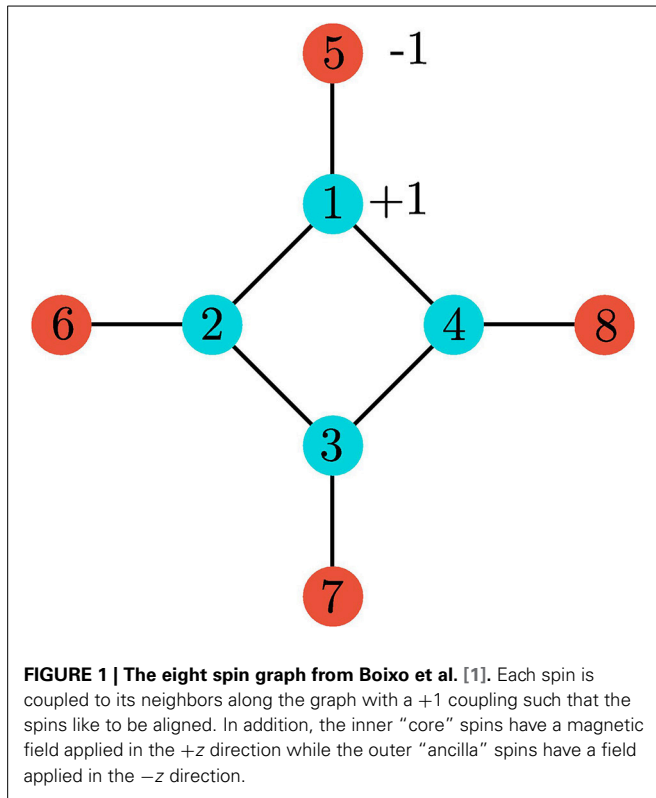 5 -1
1 +1
6 2 4 8
3
7
FIGURE 1 | The eight spin graph from Boixo et al. [1]. Each spin is
coupled to its neighbors along the graph with a +1 coupling such that the
spins like to be aligned. In addition, the inner “core” spins have a magnetic
field applied in the +z direction while the outer “ancilla” spins have a field
applied in the −z direction.